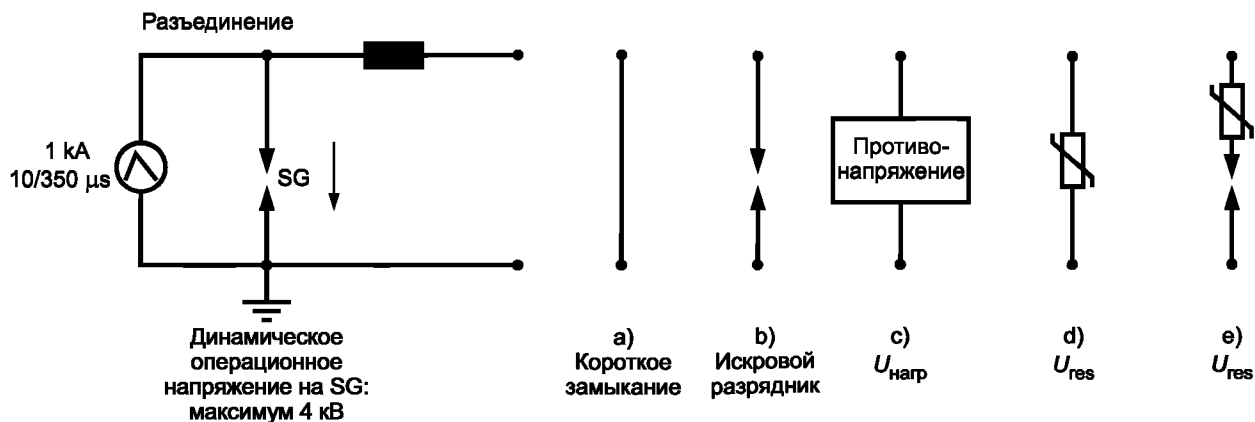 Разъединение
1 kA
10/350 µs
SG
Противо-
напряжение
Динамическое
операционное
напряжение на SG:
максимум 4 кВ
a)
Короткое
замыкание
b)
Искровой
разрядник
c)
Uнагр
d)
Ures
e)
Ures